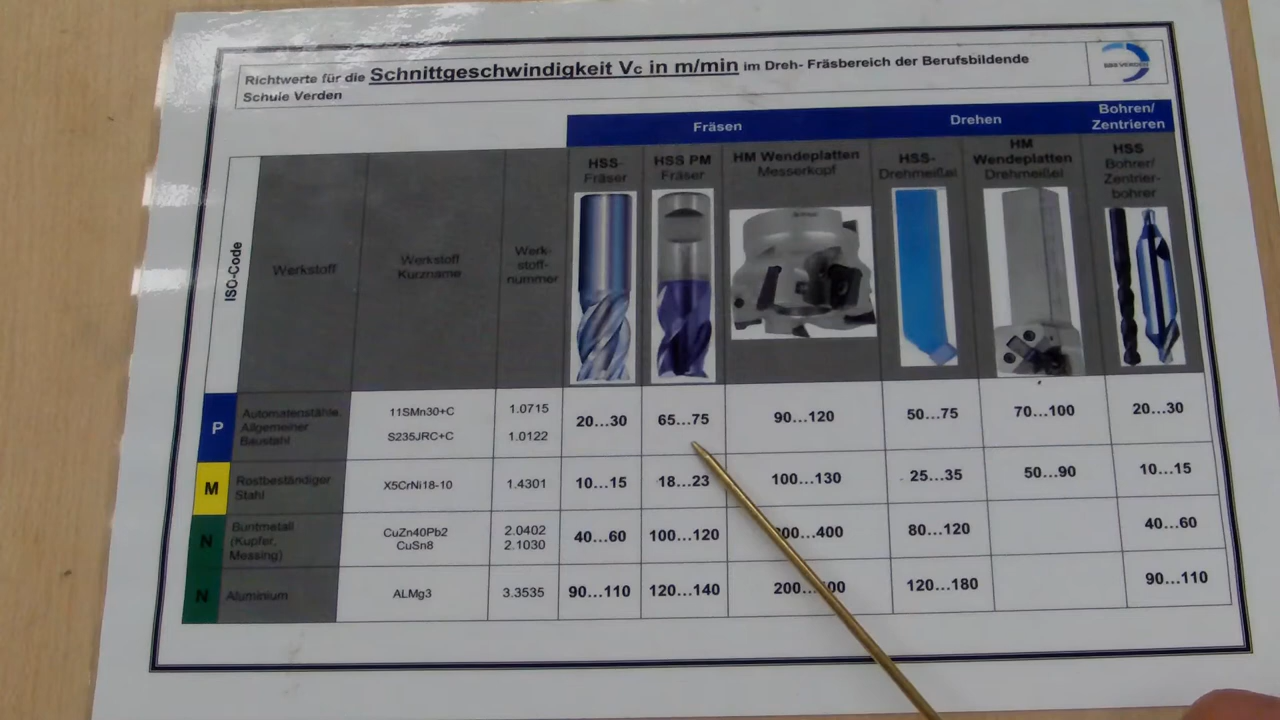 Richtwerte für die Schnittgeschwindigkeit Vc in m/min im Dreh- Fräsbereich der Berufsbildende
Schule Verden
BBS VERDEN
Fräsen Drehen Bohren/
Zentrieren
ISO-Code
Werkstoff
Werkstoff
Kurzname
Werk-
stoff-
nummer
HSS-
Fräser
HSS PM
Fräser
HM Wendeplatten
Messerkopf
HSS-
Drehmeißel
HM
Wendeplatten
Drehmeißel
HSS
Bohrer/
Zentrier-
bohrer
P
Automatenstähle
Allgemeiner
Baustahl
11SMn30+C
S235JRC+C
1.0715
1.0122
20...30
65...75
90...120
50...75
70...100
20...30
M
Rostbeständiger
Stahl
X5CrNi18-10
1.4301
10...15
18...23
100...130
25...35
50...90
10...15
N
Buntmetall
(Kupfer,
Messing)
CuZn40Pb2
CuSn8
2.0402
2.1030
40...60
100...120
00...400
80...120
40...60
N
Aluminium
ALMg3
3.3535
90...110
120...140
200...
120...180
90...110